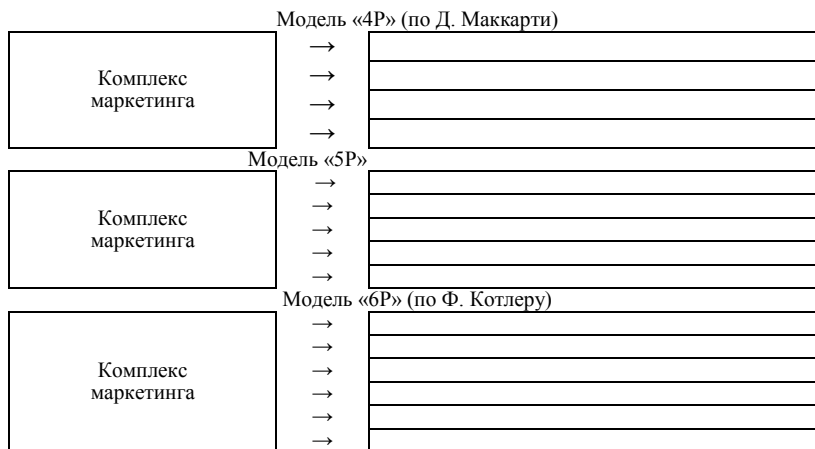 Модель «4Р» (по Д. Маккарти)
Комплекс
маркетинга
→
→
→
→
Модель «5Р»
Комплекс
маркетинга
→
→
→
→
→
Модель «6Р» (по Ф. Котлеру)
Комплекс
маркетинга
→
→
→
→
→
→